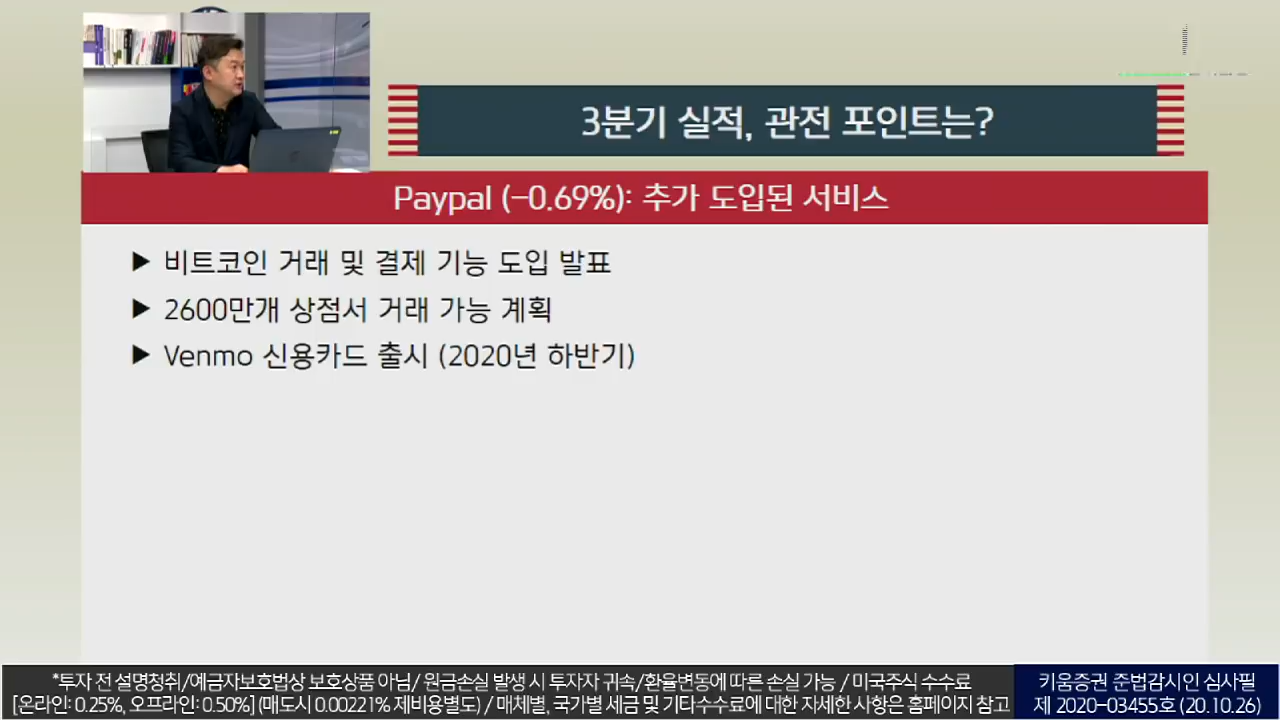 3분기 실적, 관전 포인트는?
Paypal (-0.69%): 추가 도입된 서비스
▶ 비트코인 거래 및 결제 기능 도입 발표
▶ 2600만개 상점서 거래 가능 계획
▶ Venmo 신용카드 출시 (2020년 하반기)
*투자 전 설명청취/예금자보호법상 보호상품 아님/ 원금손실 발생 시 투자자 귀속/환율변동에 따른 손실 가능 / 미국주식 수수료
[온라인: 0.25%, 오프라인: 0.50%] (매도시 0.00221% 제비용별도) / 매체별, 국가별 세금 및 기타수수료에 대한 자세한 사항은 홈페이지 참고
키움증권 준법감시인 심사필
제 2020-03455호 (20.10.26)